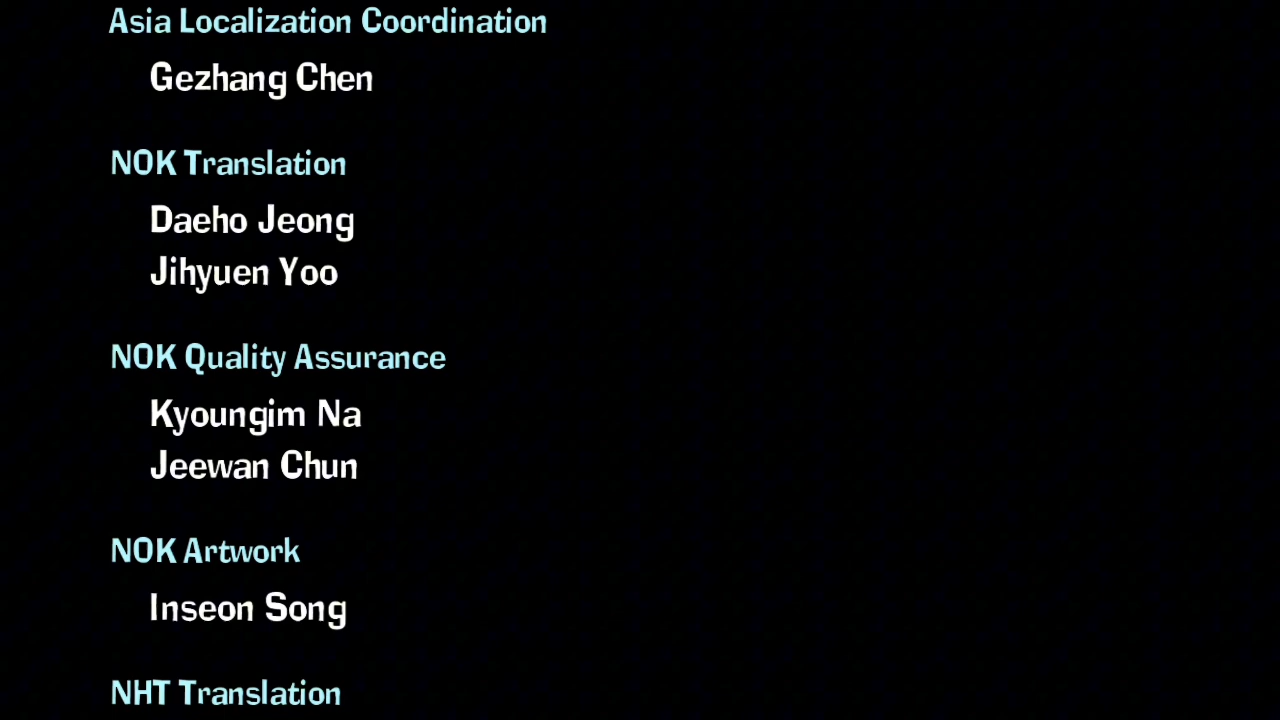 Asia Localization Coordination
Gezhang Chen
NOK Translation
Daeho Jeong
Jihyuen Yoo
NOK Quality Assurance
Kyoungim Na
Jeewan Chun
NOK Artwork
Inseon Song
NHT Translation